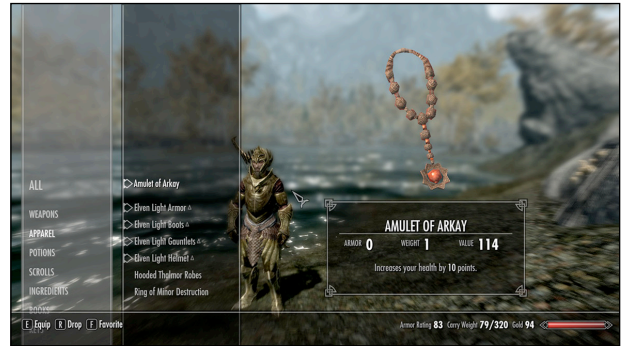 ALL
WEAPONS
APPAREL
POTIONS
SCROLLS
INGREDIENTS
Amulet of Arkay
Elven Light Armor
Elven Light Boots
Elven Light Gauntlets
Elven Light Helmet
Hooded Thalmor Robes
Ring of Minor Destruction
AMULET OF ARKAY
ARMOR 0 WEIGHT 1 VALUE 114
Increases your health by 10 points.
E Equip R Drop F Favorite
Armor Rating 83 Carry Weight 79/320 Gold 94